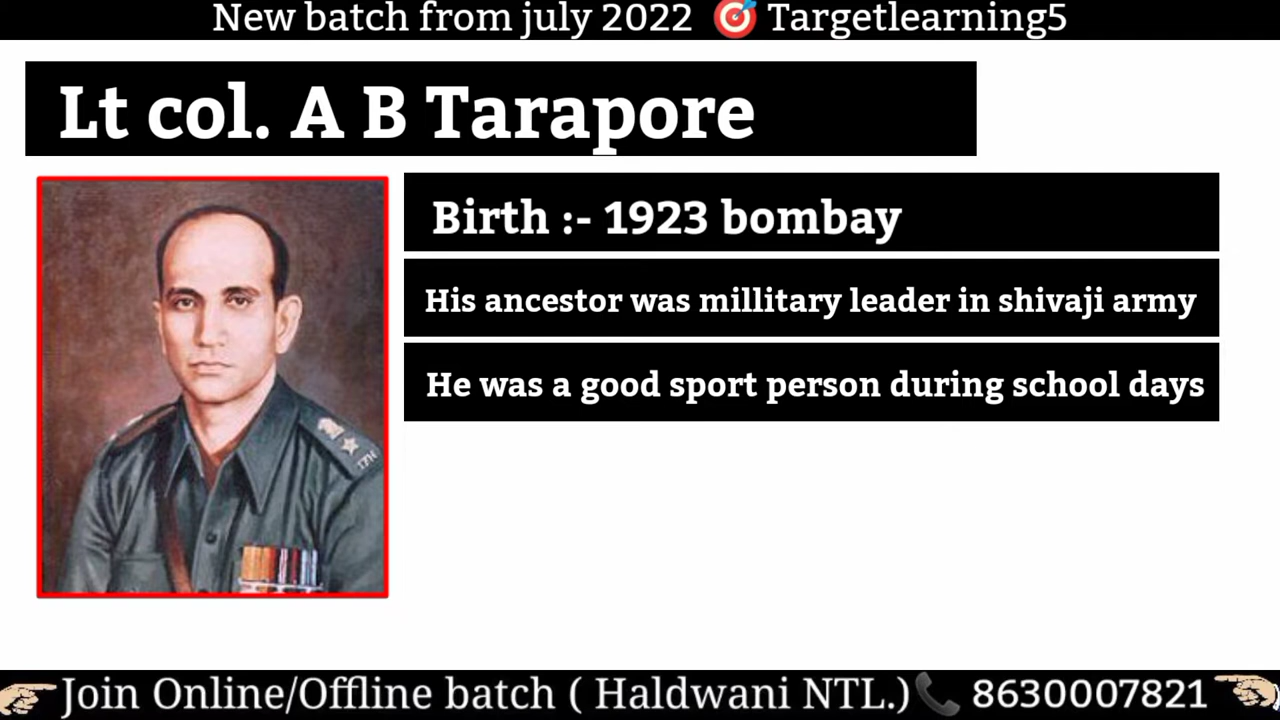 New batch from july 2022 🎯 Targetlearning5
Lt col. A B Tarapore
Birth :- 1923 bombay
His ancestor was millitary leader in shivaji army
He was a good sport person during school days
17H
Join Online/Offline batch ( Haldwani NTL.) 📞 8630007821